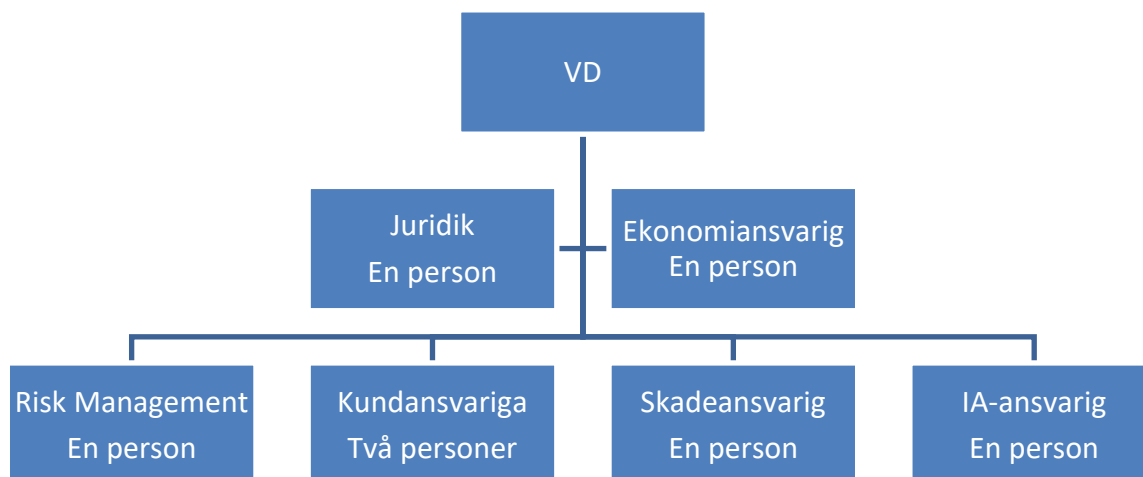 VD
Juridik
En person
Ekonomiansvarig
En person
Risk Management
En person
Kundansvariga
Två personer
Skadeansvarig
En person
IA-ansvarig
En person